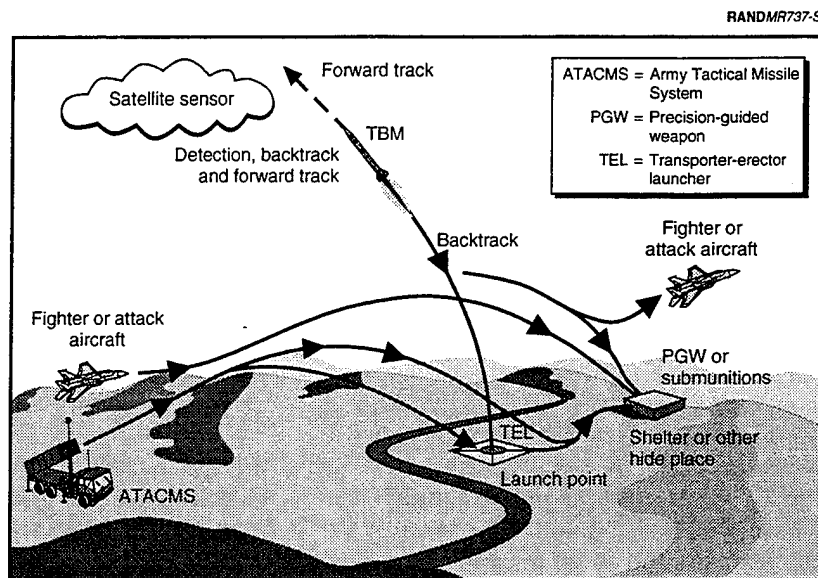 RANDMR737-S
Forward track
Satellite sensor
TBM
Detection, backtrack
and forward track
ATACMS = Army Tactical Missile
System
PGW = Precision-guided
weapon
TEL = Transporter-erector
launcher
Backtrack
Fighter or
attack aircraft
Fighter or attack
aircraft
PGW or
submunitions
TEL
Shelter or other
hide place
Launch point
ATACMS